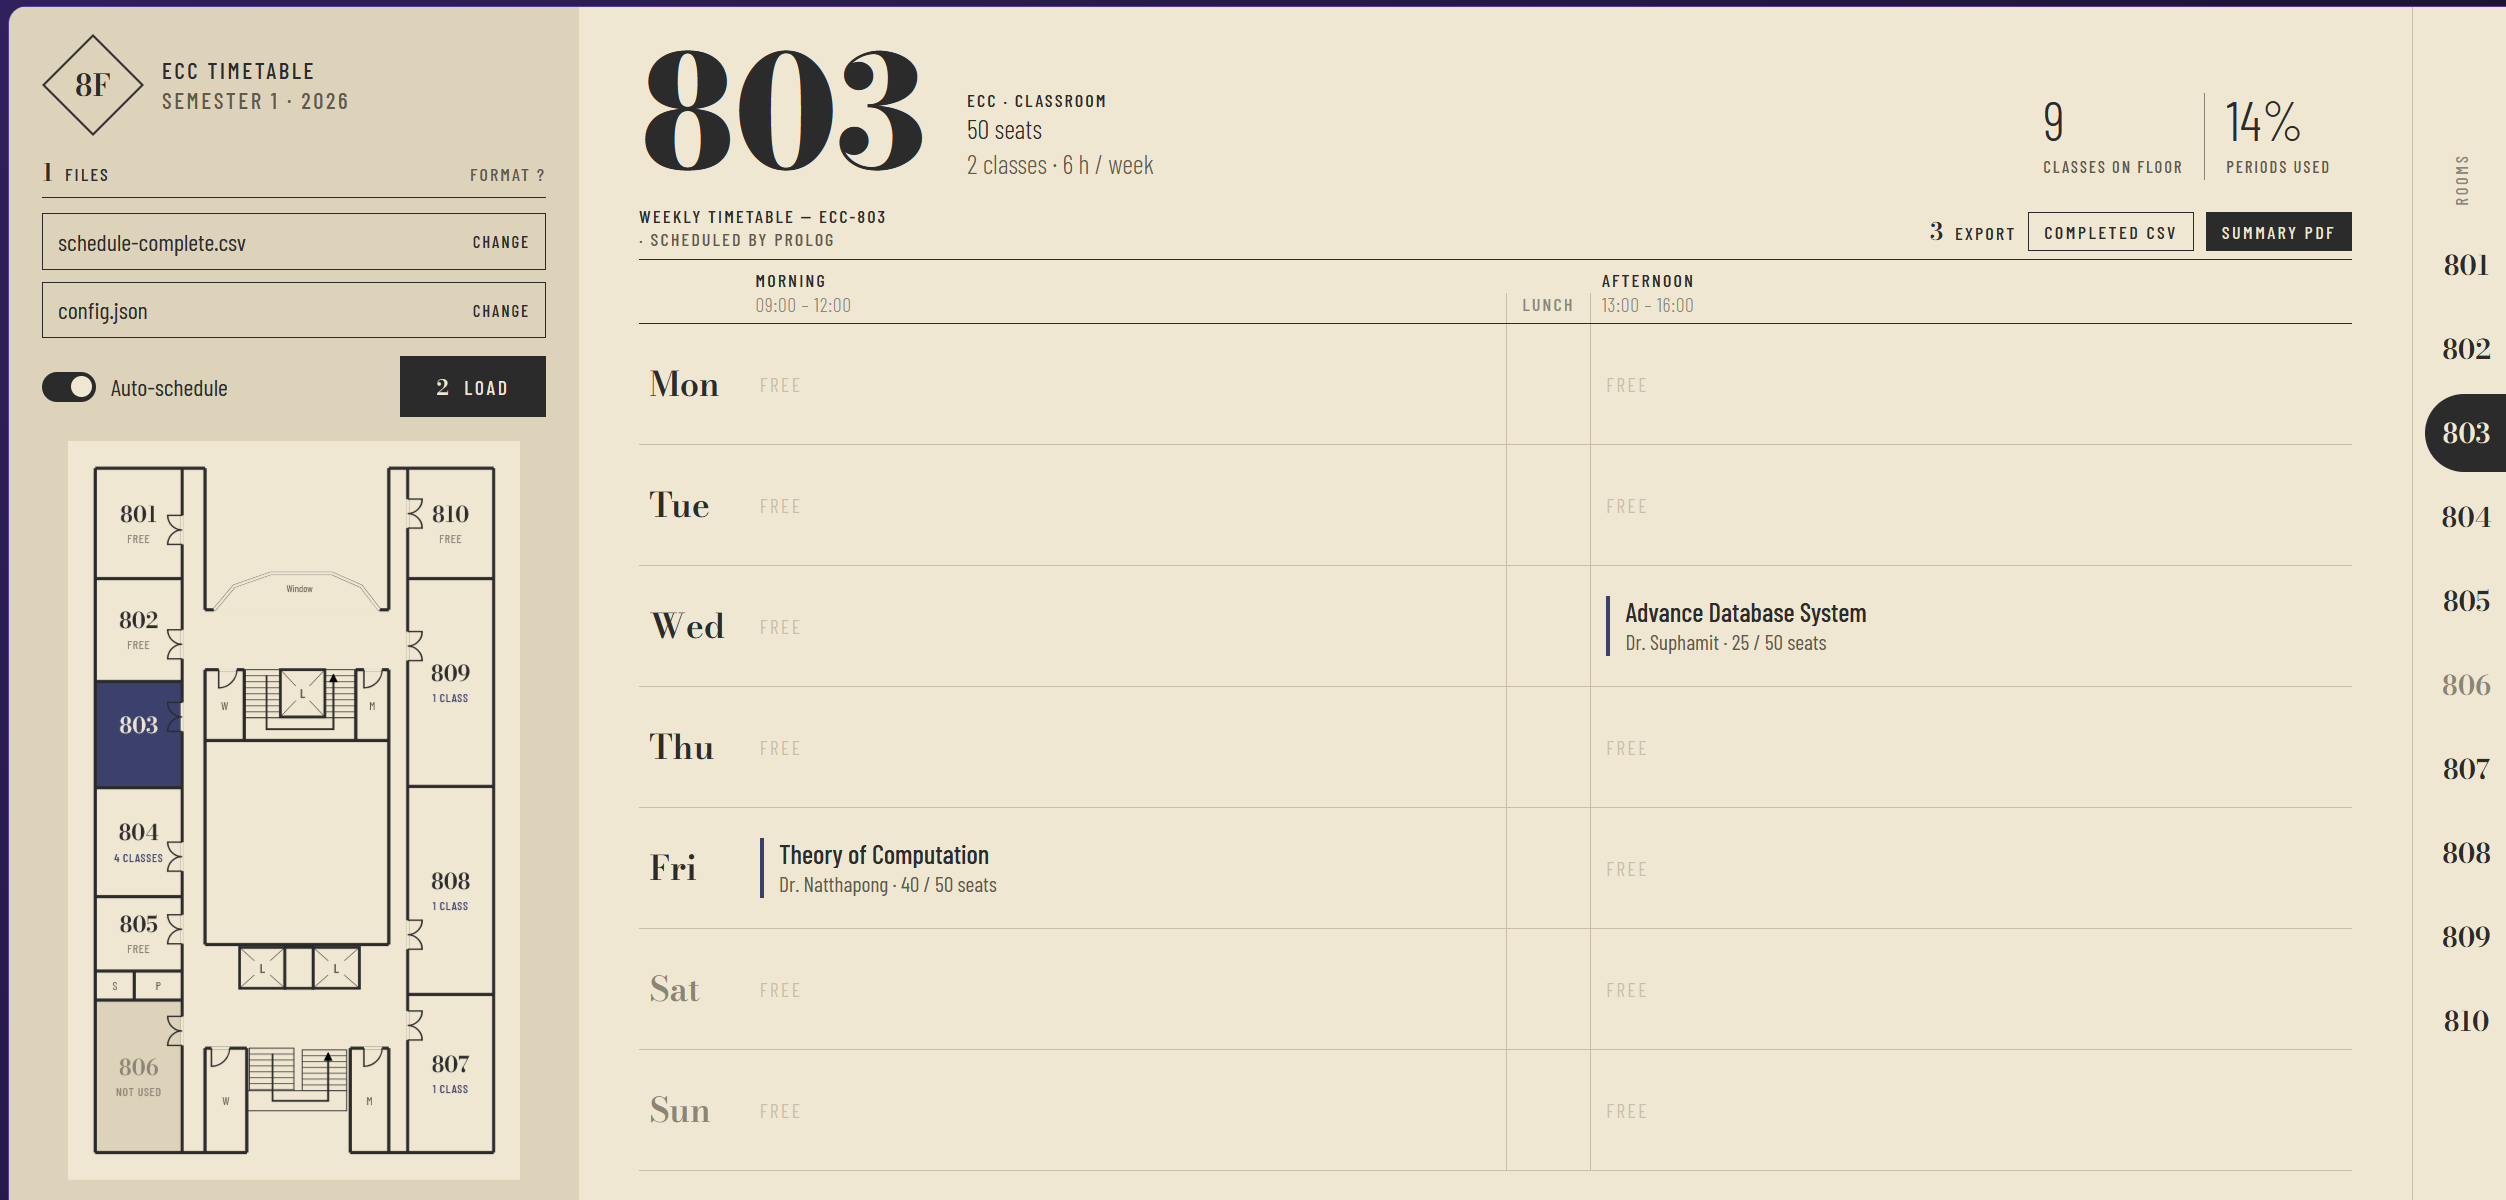 8F
ECC TIMETABLE
SEMESTER 1 · 2026
1 FILES
FORMAT ?
schedule-complete.csv
CHANGE
config.json
CHANGE
Auto-schedule
2 LOAD
801
FREE
810
FREE
Window
802
FREE
809
1 CLASS
W
L
M
803
804
4 CLASSES
808
1 CLASS
805
FREE
L
L
S
P
806
NOT USED
807
1 CLASS
W
M
803
ECC · CLASSROOM
50 seats
2 classes · 6 h / week
9
CLASSES ON FLOOR
14%
PERIODS USED
WEEKLY TIMETABLE — ECC-803
· SCHEDULED BY PROLOG
3 EXPORT
COMPLETED CSV
SUMMARY PDF
MORNING
09:00 – 12:00
LUNCH
AFTERNOON
13:00 – 16:00
Mon
FREE
FREE
Tue
FREE
FREE
Wed
FREE
Advance Database System
Dr. Suphamit · 25 / 50 seats
Thu
FREE
FREE
Fri
Theory of Computation
Dr. Natthapong · 40 / 50 seats
FREE
Sat
FREE
FREE
Sun
FREE
FREE
ROOMS
801
802
803
804
805
806
807
808
809
810